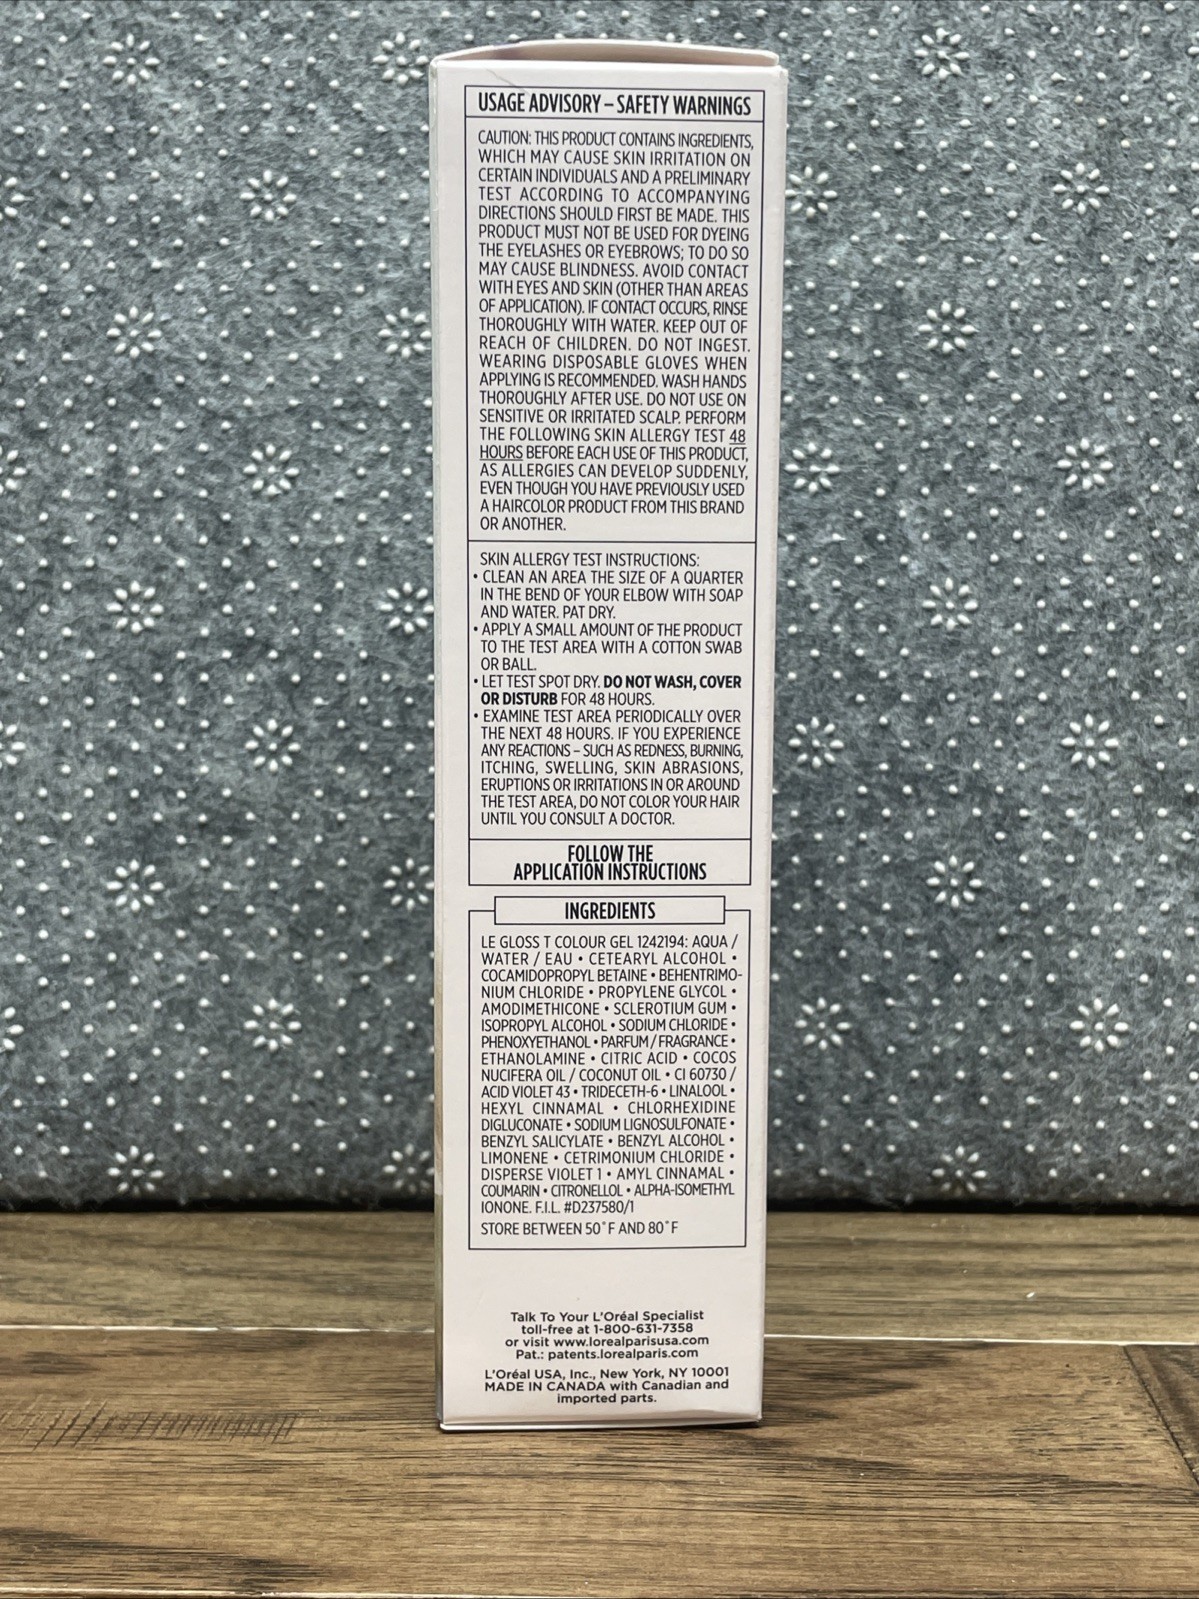 USAGE ADVISORY – SAFETY WARNINGS
CAUTION: THIS PRODUCT CONTAINS INGREDIENTS,
WHICH MAY CAUSE SKIN IRRITATION ON
CERTAIN INDIVIDUALS AND A PRELIMINARY
TEST ACCORDING TO ACCOMPANYING
DIRECTIONS SHOULD FIRST BE MADE. THIS
PRODUCT MUST NOT BE USED FOR DYEING
THE EYELASHES OR EYEBROWS; TO DO SO
MAY CAUSE BLINDNESS. AVOID CONTACT
WITH EYES AND SKIN (OTHER THAN AREAS
OF APPLICATION). IF CONTACT OCCURS, RINSE
THOROUGHLY WITH WATER. KEEP OUT OF
REACH OF CHILDREN. DO NOT INGEST.
WEARING DISPOSABLE GLOVES WHEN
APPLYING IS RECOMMENDED. WASH HANDS
THOROUGHLY AFTER USE. DO NOT USE ON
SENSITIVE OR IRRITATED SCALP. PERFORM
THE FOLLOWING SKIN ALLERGY TEST 48
HOURS BEFORE EACH USE OF THIS PRODUCT,
AS ALLERGIES CAN DEVELOP SUDDENLY,
EVEN THOUGH YOU HAVE PREVIOUSLY USED
A HAIRCOLOR PRODUCT FROM THIS BRAND
OR ANOTHER.
SKIN ALLERGY TEST INSTRUCTIONS:
• CLEAN AN AREA THE SIZE OF A QUARTER
IN THE BEND OF YOUR ELBOW WITH SOAP
AND WATER. PAT DRY.
• APPLY A SMALL AMOUNT OF THE PRODUCT
TO THE TEST AREA WITH A COTTON SWAB
OR BALL.
• LET TEST SPOT DRY. DO NOT WASH, COVER
OR DISTURB FOR 48 HOURS.
• EXAMINE TEST AREA PERIODICALLY OVER
THE NEXT 48 HOURS. IF YOU EXPERIENCE
ANY REACTIONS – SUCH AS REDNESS, BURNING,
ITCHING, SWELLING, SKIN ABRASIONS,
ERUPTIONS OR IRRITATIONS IN OR AROUND
THE TEST AREA, DO NOT COLOR YOUR HAIR
UNTIL YOU CONSULT A DOCTOR.
FOLLOW THE
APPLICATION INSTRUCTIONS
INGREDIENTS
LE GLOSS T COLOUR GEL 1242194: AQUA /
WATER / EAU • CETEARYL ALCOHOL •
COCAMIDOPROPYL BETAINE • BEHENTRIMO-
NIUM CHLORIDE • PROPYLENE GLYCOL •
AMODIMETHICONE • SCLEROTIUM GUM •
ISOPROPYL ALCOHOL • SODIUM CHLORIDE •
PHENOXYETHANOL • PARFUM / FRAGRANCE •
ETHANOLAMINE • CITRIC ACID • COCOS
NUCIFERA OIL / COCONUT OIL • CI 60730 /
ACID VIOLET 43 • TRIDECETH-6 • LINALOOL •
HEXYL CINNAMAL • CHLORHEXIDINE
DIGLUCONATE • SODIUM LIGNOSULFONATE •
BENZYL SALICYLATE • BENZYL ALCOHOL •
LIMONENE • CETRIMONIUM CHLORIDE •
DISPERSE VIOLET 1 • AMYL CINNAMAL •
COUMARIN • CITRONELLOL • ALPHA-ISOMETHYL
IONONE. F.I.L. #D237580/1
STORE BETWEEN 50˚F AND 80˚F
Talk To Your L'Oréal Specialist
toll-free at 1-800-631-7358
or visit www.lorealparisusa.com
Pat.: patents.lorealparis.com
L'Oréal USA, Inc., New York, NY 10001
MADE IN CANADA with Canadian and
imported parts.